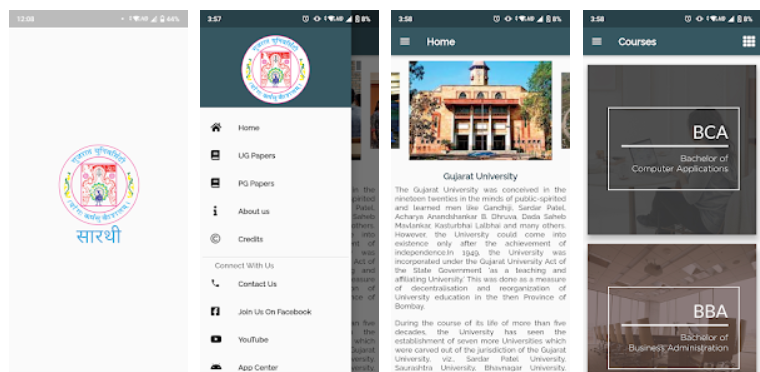 12:08
44%
सारथी
3:57
8%
Home
UG Papers
PG Papers
About us
Credits
Connect With Us
Contact Us
Join Us On Facebook
YouTube
App Center
3:58
8%
Home
Gujarat University
The Gujarat University was conceived in the
nineteen twenties in the minds of public-spirited
and learned men like Gandhiji, Sardar Patel,
Acharya Anandshankar B. Dhruva, Dada Saheb
Mavlankar, Kasturbhai Lalbhai and many others.
However, the University could come into
existence only after the achievement of
independence.In 1949, the University was
incorporated under the Gujarat University Act of
the State Government 'as a teaching and
affiliating University.' This was done as a measure
of decentralisation and reorganization of
University education in the then Province of
Bombay.
During the course of its life of more than five
decades, the University has seen the
establishment of seven more Universities which
were carved out of the jurisdiction of the Gujarat
University, viz., Sardar Patel University,
Saurashtra University, Bhavnagar University,
3:58
8%
Courses
BCA
Bachelor of
Computer Applications
BBA
Bachelor of
Business Administration